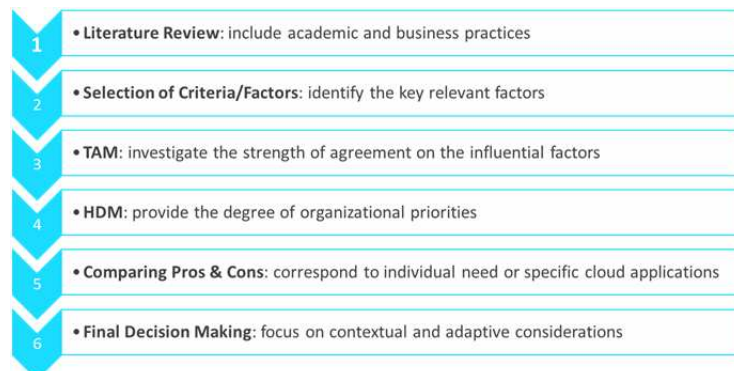 1
• Literature Review: include academic and business practices
2
• Selection of Criteria/Factors: identify the key relevant factors
3
• TAM: investigate the strength of agreement on the influential factors
4
• HDM: provide the degree of organizational priorities
5
• Comparing Pros & Cons: correspond to individual need or specific cloud applications
6
• Final Decision Making: focus on contextual and adaptive considerations